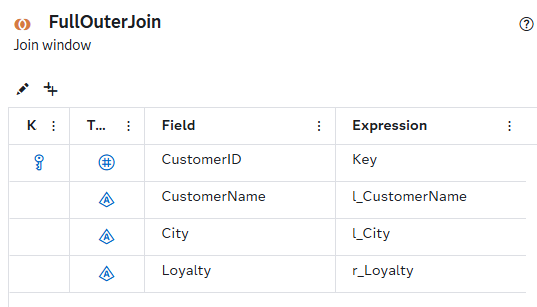 FullOuterJoin
Join window
K T... Field Expression
CustomerID Key
A CustomerName l_CustomerName
A City l_City
A Loyalty r_Loyalty